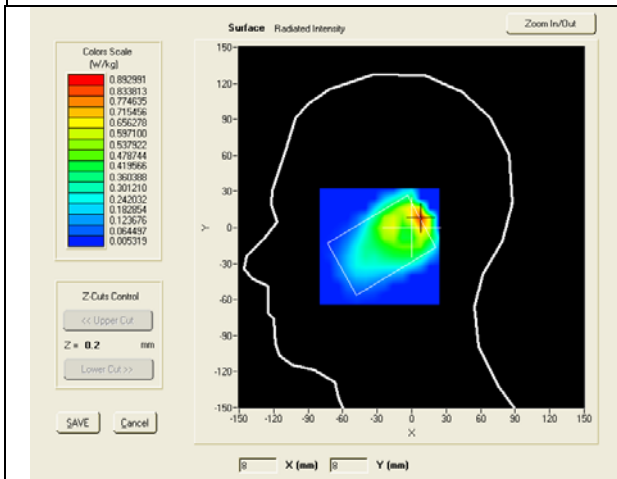 Surface Radiated Intensity
Zoom In/Out
Colors Scale
(W/kg)
0.892991
0.833813
0.774635
0.715456
0.656278
0.597100
0.537922
0.478744
0.419566
0.360388
0.301210
0.242032
0.182854
0.123676
0.064497
0.005319
Z-Cuts Control
<< Upper Cut
Z = 0.2 mm
Lower Cut >>
SAVE Cancel
150
120
90
60
30
0
-30
-60
-90
-120
-150
Y
-150 -120 -90 -60 -30 0 30 60 90 120 150
X
8 X (mm) 8 Y (mm)